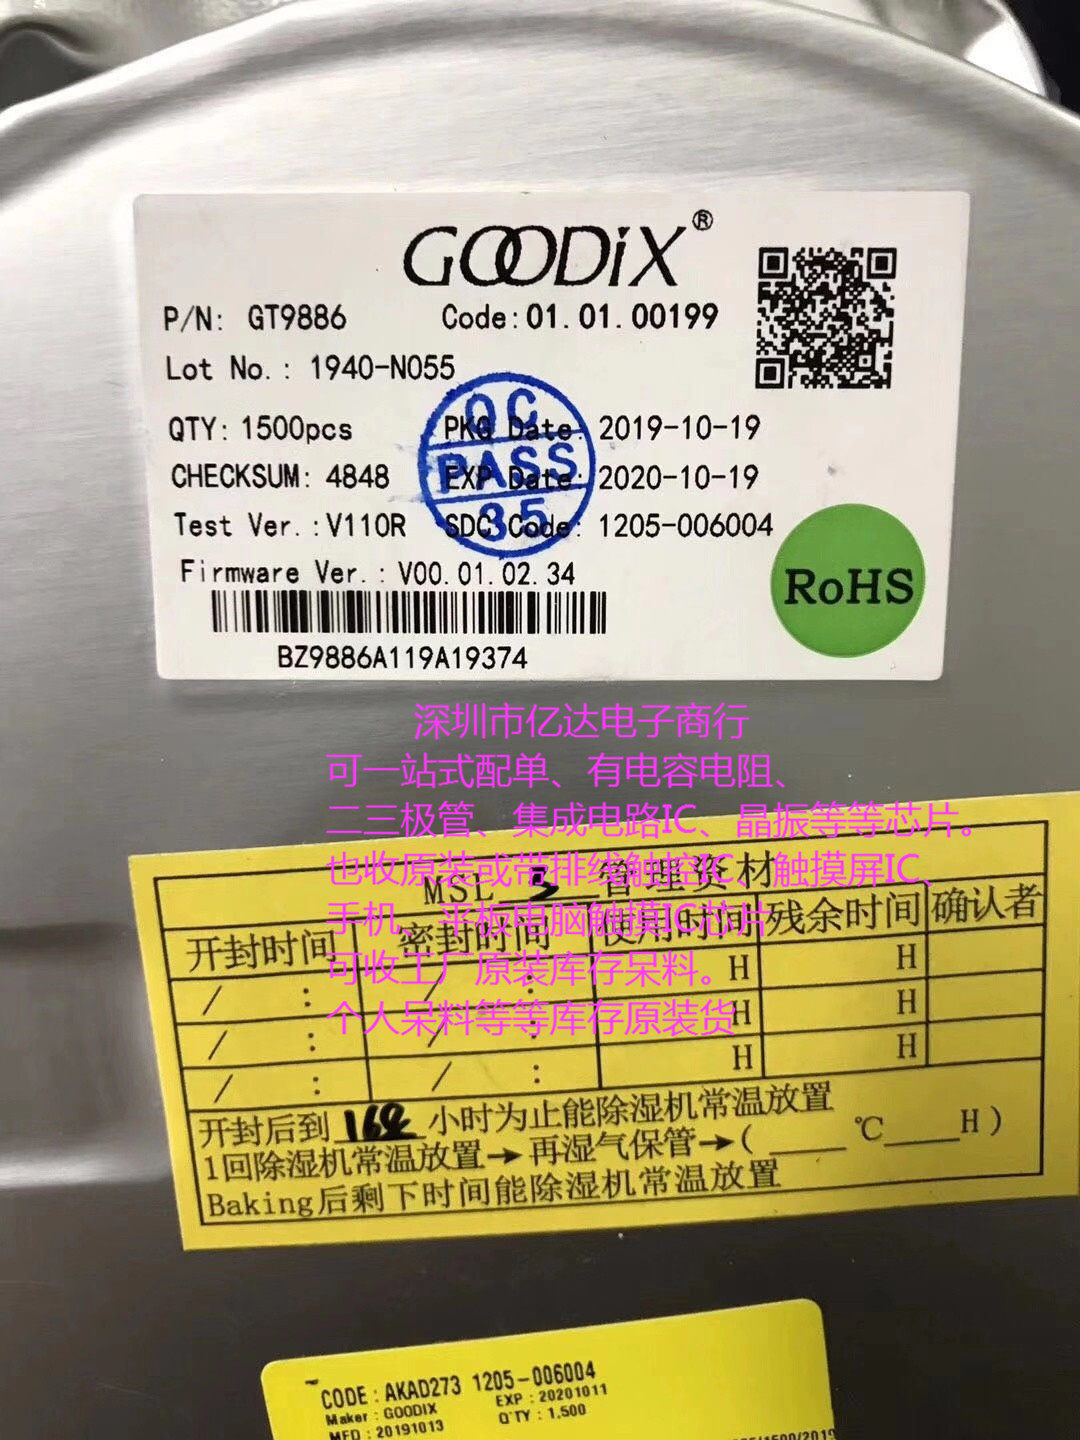 GOODiX®
P/N: GT9886 Code:01.01.00199
Lot No.: 1940-N055
QTY: 1500pcs PKG Date: 2019-10-19
CHECKSUM: 4848 EXP Date: 2020-10-19
Test Ver.:V110R SDC Code: 1205-006004
Firmware Ver.: V00.01.02.34
QC
PASS
35
RoHS
BZ9886A119A19374
深圳市亿达电子商行
可一站式配单、有电容电阻、
二三极管、集成电路IC、晶振等等芯片。
也收原装或带排线触控IC、触摸屏IC、
手机、平板电脑触摸IC芯片
可收工厂原装库存呆料。
个人呆料等等库存原装货
MSL 3 管理资材
开封时间 密封时间 使用时间 残余时间 确认者
/ : / : H H
/ : / : H H
/ : / : H H
开封后到 168 小时为止能除湿机常温放置
1回除湿机常温放置→再湿气保管→(____℃____H)
Baking后剩下时间能除湿机常温放置
CODE : AKAD273 1205-006004
Maker : GOODIX EXP : 20201011
MFD : 20191013 Q'TY : 1,500